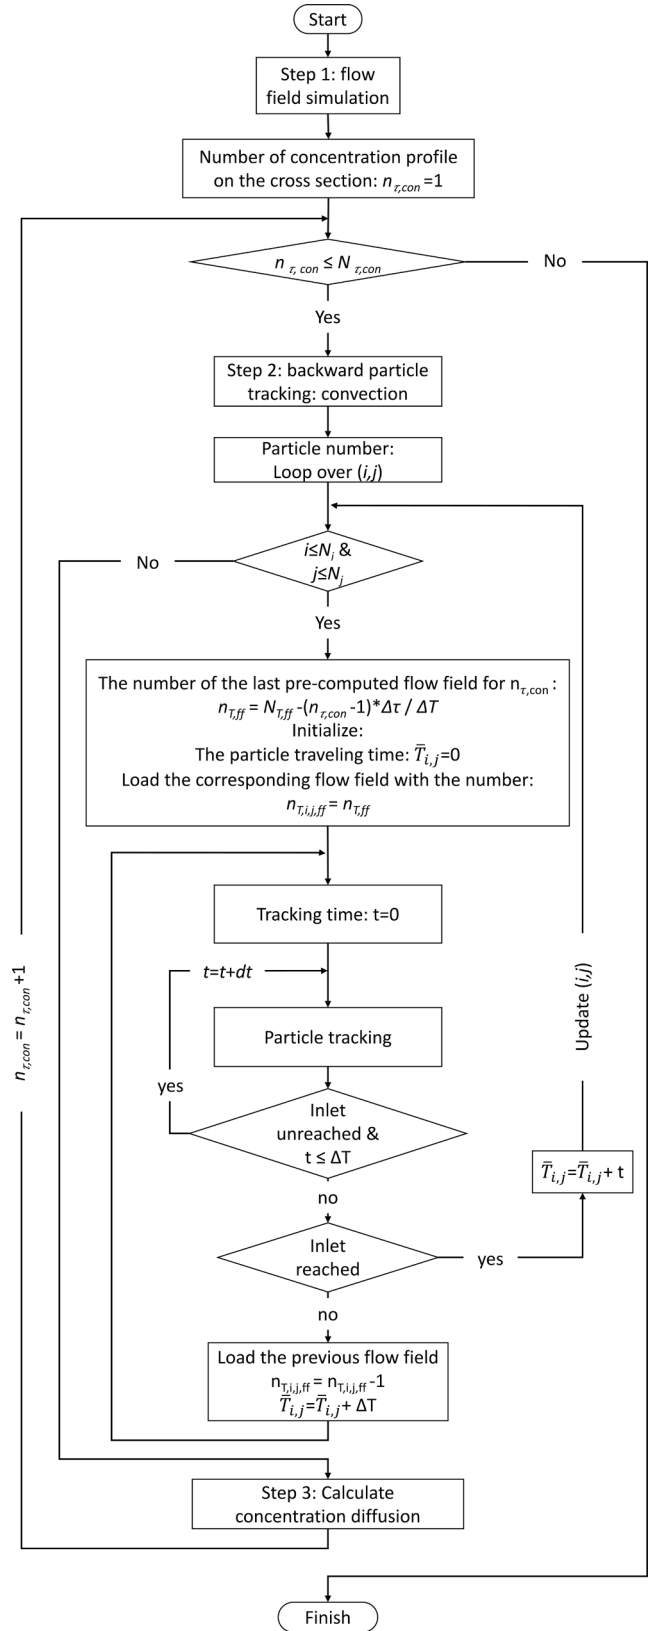 Start
Step 1: flow
field simulation
Number of concentration profile
on the cross section: n τ,con =1
n τ, con ≤ N τ,con
No
Yes
Step 2: backward particle
tracking: convection
Particle number:
Loop over (i,j)
i≤Ni &
j≤Nj
No
Yes
The number of the last pre-computed flow field for nτ,con :
nT,ff = NT,ff -(nτ,con -1)*Δτ / ΔT
Initialize:
The particle traveling time: T̄i,j=0
Load the corresponding flow field with the number:
nT,i,j,ff = nT,ff
Tracking time: t=0
t=t+dt
Particle tracking
yes
Inlet
unreached &
t ≤ ΔT
no
Inlet
reached
yes
T̄i,j=T̄i,j+ t
Update (i,j)
no
Load the previous flow field
nT,i,j,ff = nT,i,j,ff -1
T̄i,j=T̄i,j+ ΔT
nτ,con = nτ,con +1
Step 3: Calculate
concentration diffusion
Finish